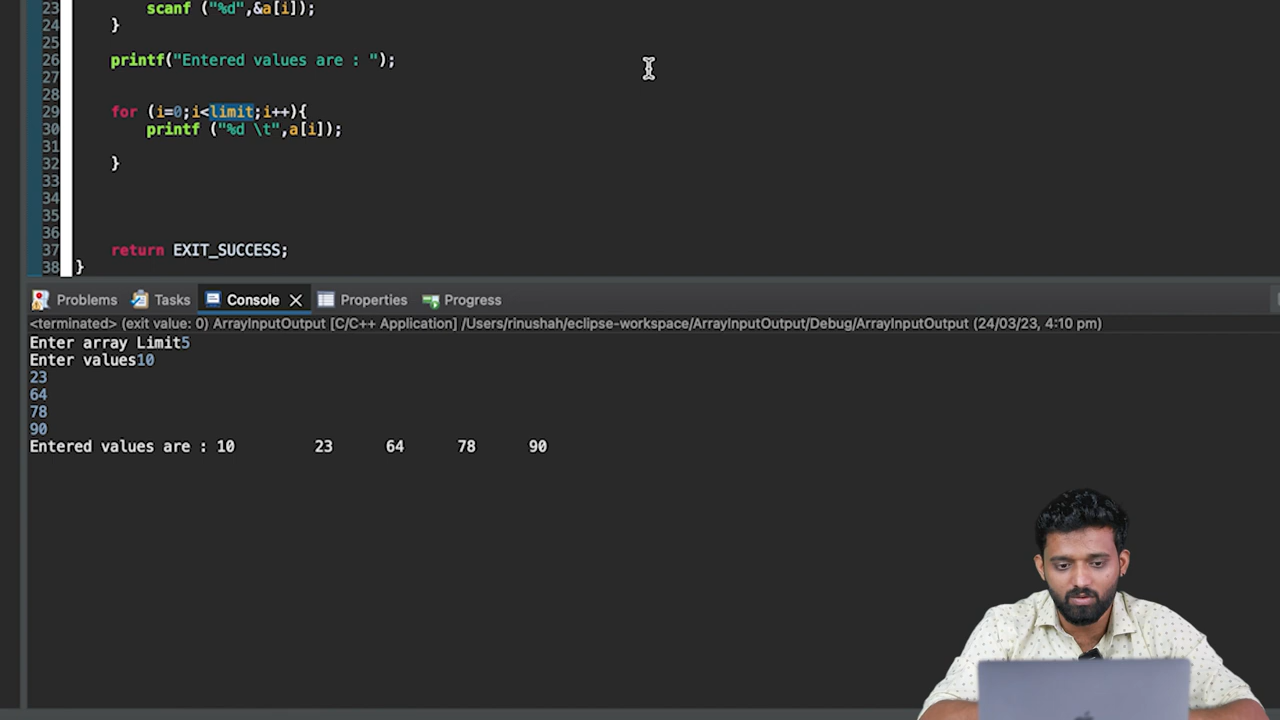 23 scanf ("%d",&a[i]);
24 }
25
26 printf("Entered values are : ");
27
28
29 for (i=0;i<limit;i++){
30 printf ("%d \t",a[i]);
31
32 }
33
34
35
36
37 return EXIT_SUCCESS;
38 }
Problems Tasks Console Properties Progress
<terminated> (exit value: 0) ArrayInputOutput [C/C++ Application] /Users/rinushah/eclipse-workspace/ArrayInputOutput/Debug/ArrayInputOutput (24/03/23, 4:10 pm)
Enter array Limit5
Enter values10
23
64
78
90
Entered values are : 10 23 64 78 90